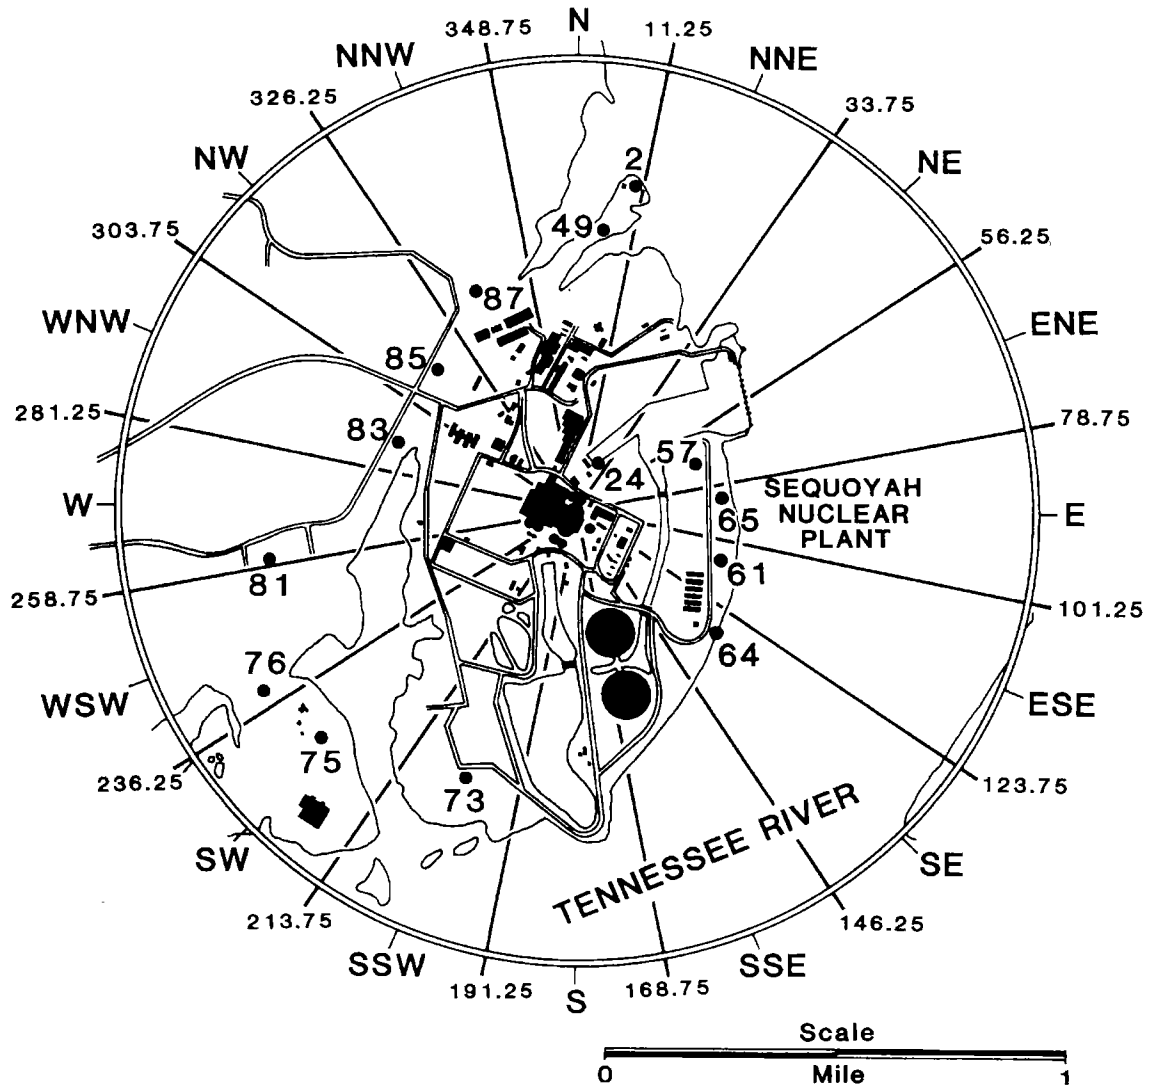 N
348.75
11.25
NNW
NNE
326.25
33.75
NW
NE
2
49
303.75
56.25
87
WNW
ENE
85
281.25
78.75
83
57
24
W
65
SEQUOYAH
NUCLEAR
PLANT
E
61
81
258.75
101.25
64
76
WSW
ESE
75
236.25
123.75
73
TENNESSEE RIVER
SW
SE
213.75
146.25
SSW
SSE
191.25
S
168.75
Scale
0
Mile
1